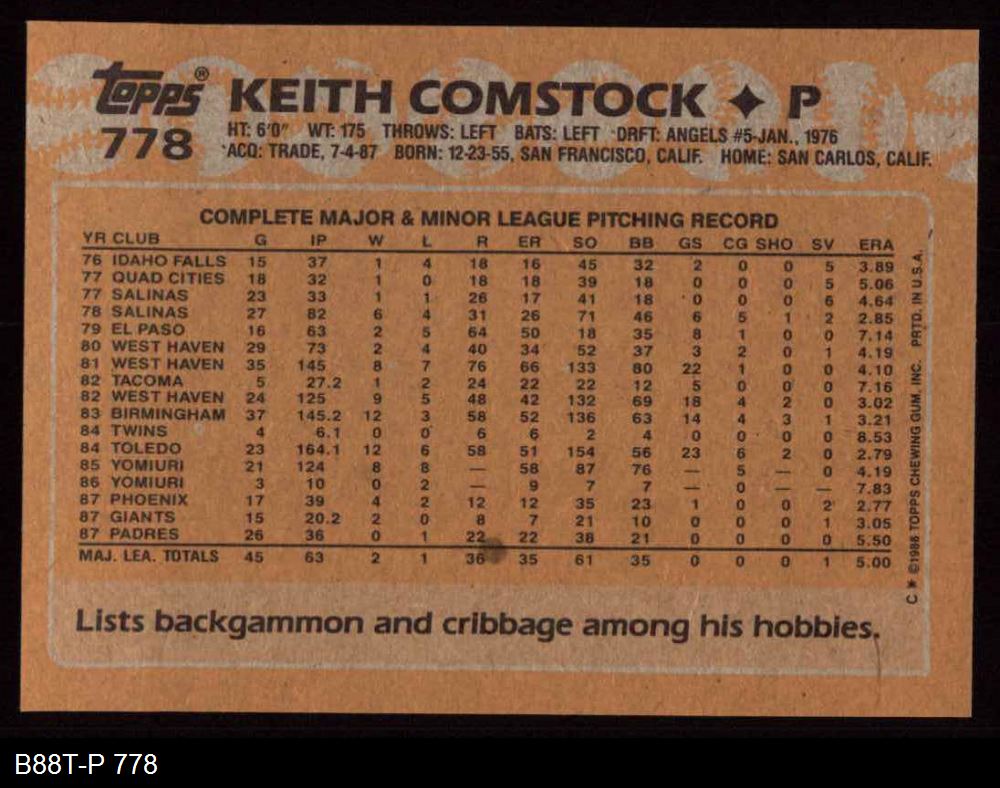 Topps® KEITH COMSTOCK ✦ P
778
HT: 6'0" WT: 175 THROWS: LEFT BATS: LEFT *DRFT: ANGELS #5-JAN., 1976
*ACQ: TRADE, 7-4-87 BORN: 12-23-55, SAN FRANCISCO, CALIF. HOME: SAN CARLOS, CALIF.
COMPLETE MAJOR & MINOR LEAGUE PITCHING RECORD
YR CLUB G IP W L R ER SO BB GS CG SHO SV ERA
76 IDAHO FALLS 15 37 1 4 18 16 45 32 2 0 0 5 3.89
77 QUAD CITIES 18 32 1 0 18 18 39 18 0 0 0 5 5.06
77 SALINAS 23 33 1 1 26 17 41 18 0 0 0 6 4.64
78 SALINAS 27 82 6 4 31 26 71 46 6 5 1 2 2.85
79 EL PASO 16 63 2 5 64 50 18 35 8 1 0 0 7.14
80 WEST HAVEN 29 73 2 4 40 34 52 37 3 2 0 1 4.19
81 WEST HAVEN 35 145 8 7 76 66 133 80 22 1 0 0 4.10
82 TACOMA 5 27.2 1 2 24 22 22 12 5 0 0 0 7.16
82 WEST HAVEN 24 125 9 5 48 42 132 69 18 4 2 0 3.02
83 BIRMINGHAM 37 145.2 12 3 58 52 136 63 14 4 3 1 3.21
84 TWINS 4 6.1 0 0 6 6 2 4 0 0 0 0 8.53
84 TOLEDO 23 164.1 12 6 58 51 154 56 23 6 2 0 2.79
85 YOMIURI 21 124 8 8 — 58 87 76 — 5 — 0 4.19
86 YOMIURI 3 10 0 2 — 9 7 7 — 0 — — 7.83
87 PHOENIX 17 39 4 2 12 12 35 23 1 0 0 2 2.77
87 GIANTS 15 20.2 2 0 8 7 21 10 0 0 0 1 3.05
87 PADRES 26 36 0 1 22 22 38 21 0 0 0 0 5.50
MAJ. LEA. TOTALS 45 63 2 1 36 35 61 35 0 0 0 1 5.00
C * ©1988 TOPPS CHEWING GUM, INC. PRTD. IN U.S.A.
Lists backgammon and cribbage among his hobbies.
B88T-P 778